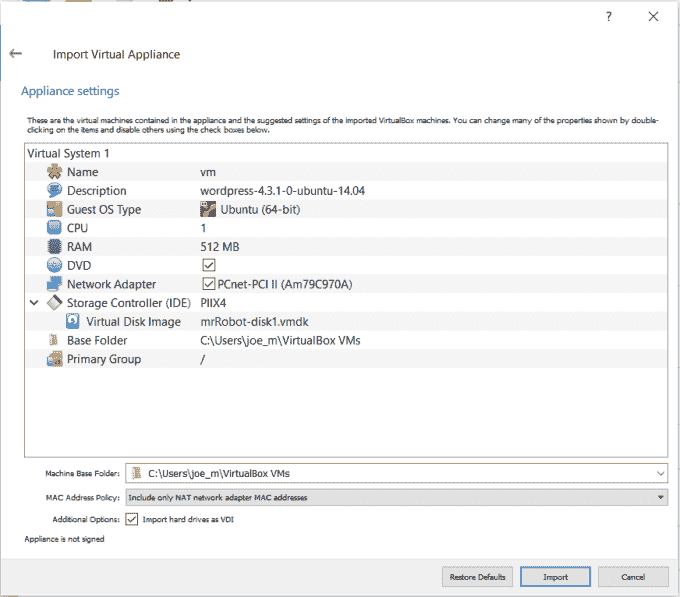 ?
Import Virtual Appliance
Appliance settings
These are the virtual machines contained in the appliance and the suggested settings of the imported VirtualBox machines. You can change many of the properties shown by double-
clicking on the items and disable others using the check boxes below.
Virtual System 1
Name vm
Description wordpress-4.3.1-0-ubuntu-14.04
Guest OS Type Ubuntu (64-bit)
CPU 1
RAM 512 MB
DVD
Network Adapter PCnet-PCI II (Am79C970A)
Storage Controller (IDE) PIIX4
Virtual Disk Image mrRobot-disk1.vmdk
Base Folder C:\Users\joe_m\VirtualBox VMs
Primary Group /
Machine Base Folder: C:\Users\joe_m\VirtualBox VMs
MAC Address Policy: Include only NAT network adapter MAC addresses
Additional Options: Import hard drives as VDI
Appliance is not signed
Restore Defaults Import Cancel